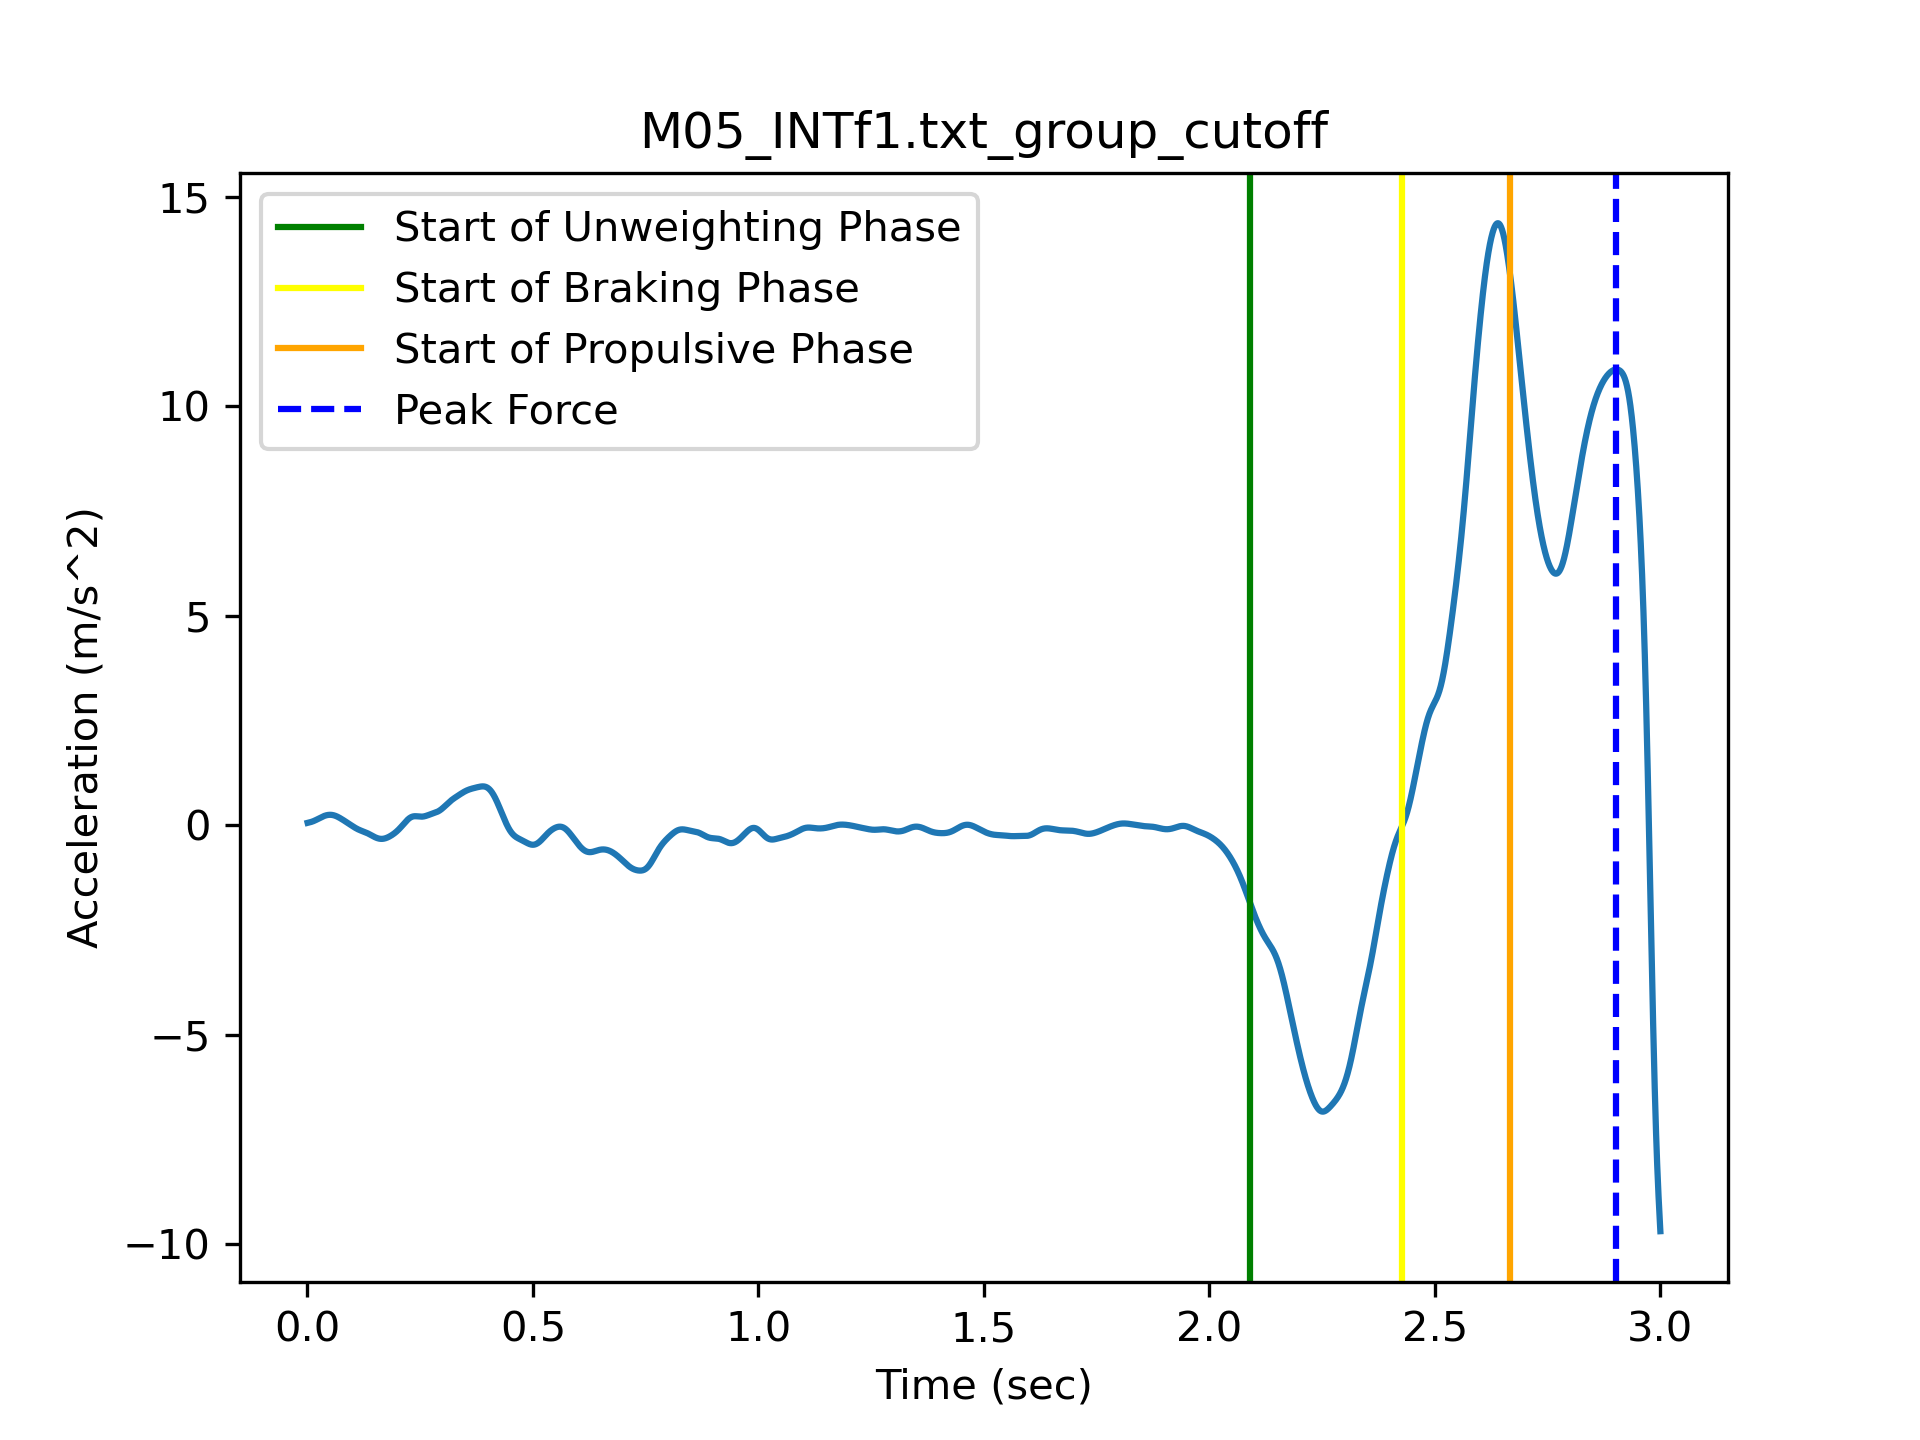 M05_INTf1.txt_group_cutoff
Start of Unweighting Phase
Start of Braking Phase
Start of Propulsive Phase
Peak Force
Acceleration (m/s^2)
15
10
5
0
−5
−10
0.0 0.5 1.0 1.5 2.0 2.5 3.0
Time (sec)